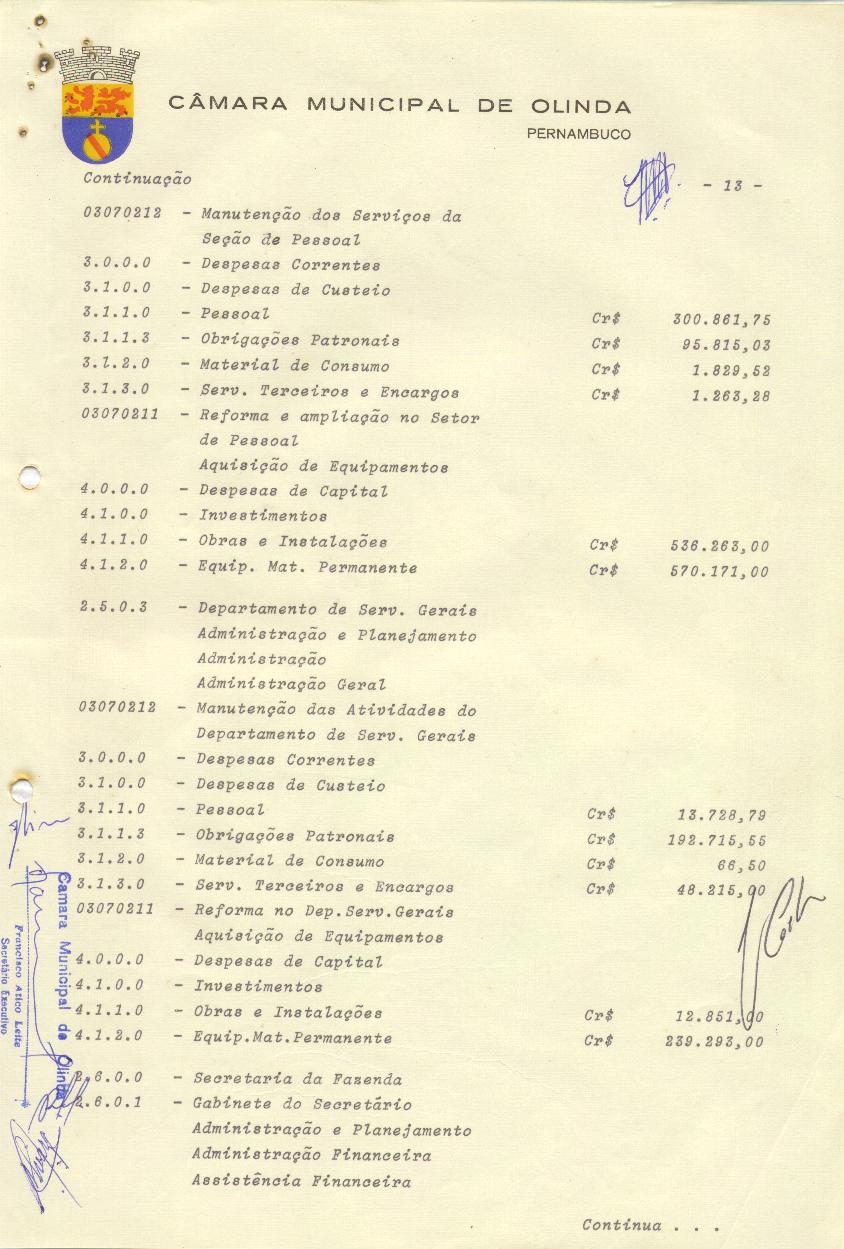 CÂMARA MUNICIPAL DE OLINDA
PERNAMBUCO
Continuação
- 13 -
03070212 - Manutenção dos Serviços da
Seção de Pessoal
3.0.0.0 - Despesas Correntes
3.1.0.0 - Despesas de Custeio
3.1.1.0 - Pessoal Cr$ 300.861,75
3.1.1.3 - Obrigações Patronais Cr$ 95.815,03
3.1.2.0 - Material de Consumo Cr$ 1.829,52
3.1.3.0 - Serv. Terceiros e Encargos Cr$ 1.263,28
03070211 - Reforma e ampliação no Setor
de Pessoal
Aquisição de Equipamentos
4.0.0.0 - Despesas de Capital
4.1.0.0 - Investimentos
4.1.1.0 - Obras e Instalações Cr$ 536.263,00
4.1.2.0 - Equip. Mat. Permanente Cr$ 570.171,00
2.5.0.3 - Departamento de Serv. Gerais
Administração e Planejamento
Administração
Administração Geral
03070212 - Manutenção das Atividades do
Departamento de Serv. Gerais
3.0.0.0 - Despesas Correntes
3.1.0.0 - Despesas de Custeio
3.1.1.0 - Pessoal Cr$ 13.728,79
3.1.1.3 - Obrigações Patronais Cr$ 192.715,55
3.1.2.0 - Material de Consumo Cr$ 66,50
3.1.3.0 - Serv. Terceiros e Encargos Cr$ 48.215,00
03070211 - Reforma no Dep.Serv.Gerais
Aquisição de Equipamentos
4.0.0.0 - Despesas de Capital
4.1.0.0 - Investimentos
4.1.1.0 - Obras e Instalações Cr$ 12.851,00
4.1.2.0 - Equip.Mat.Permanente Cr$ 239.293,00
2.6.0.0 - Secretaria da Fazenda
2.6.0.1 - Gabinete do Secretário
Administração e Planejamento
Administração Financeira
Assistência Financeira
Continua . . .
Câmara Municipal de Olinda
Francisco Atico Leite
Secretário Executivo